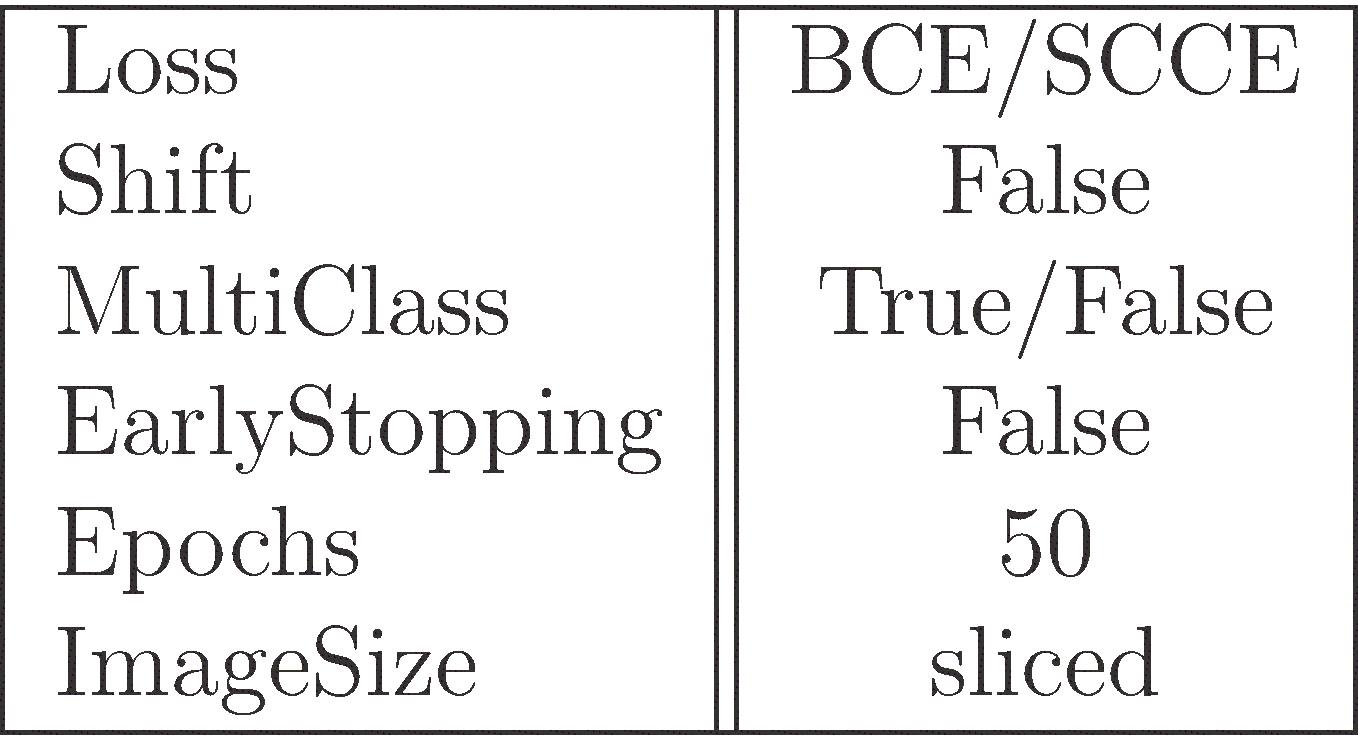 Loss BCE/SCCE
Shift False
MultiClass True/False
EarlyStopping False
Epochs 50
ImageSize sliced